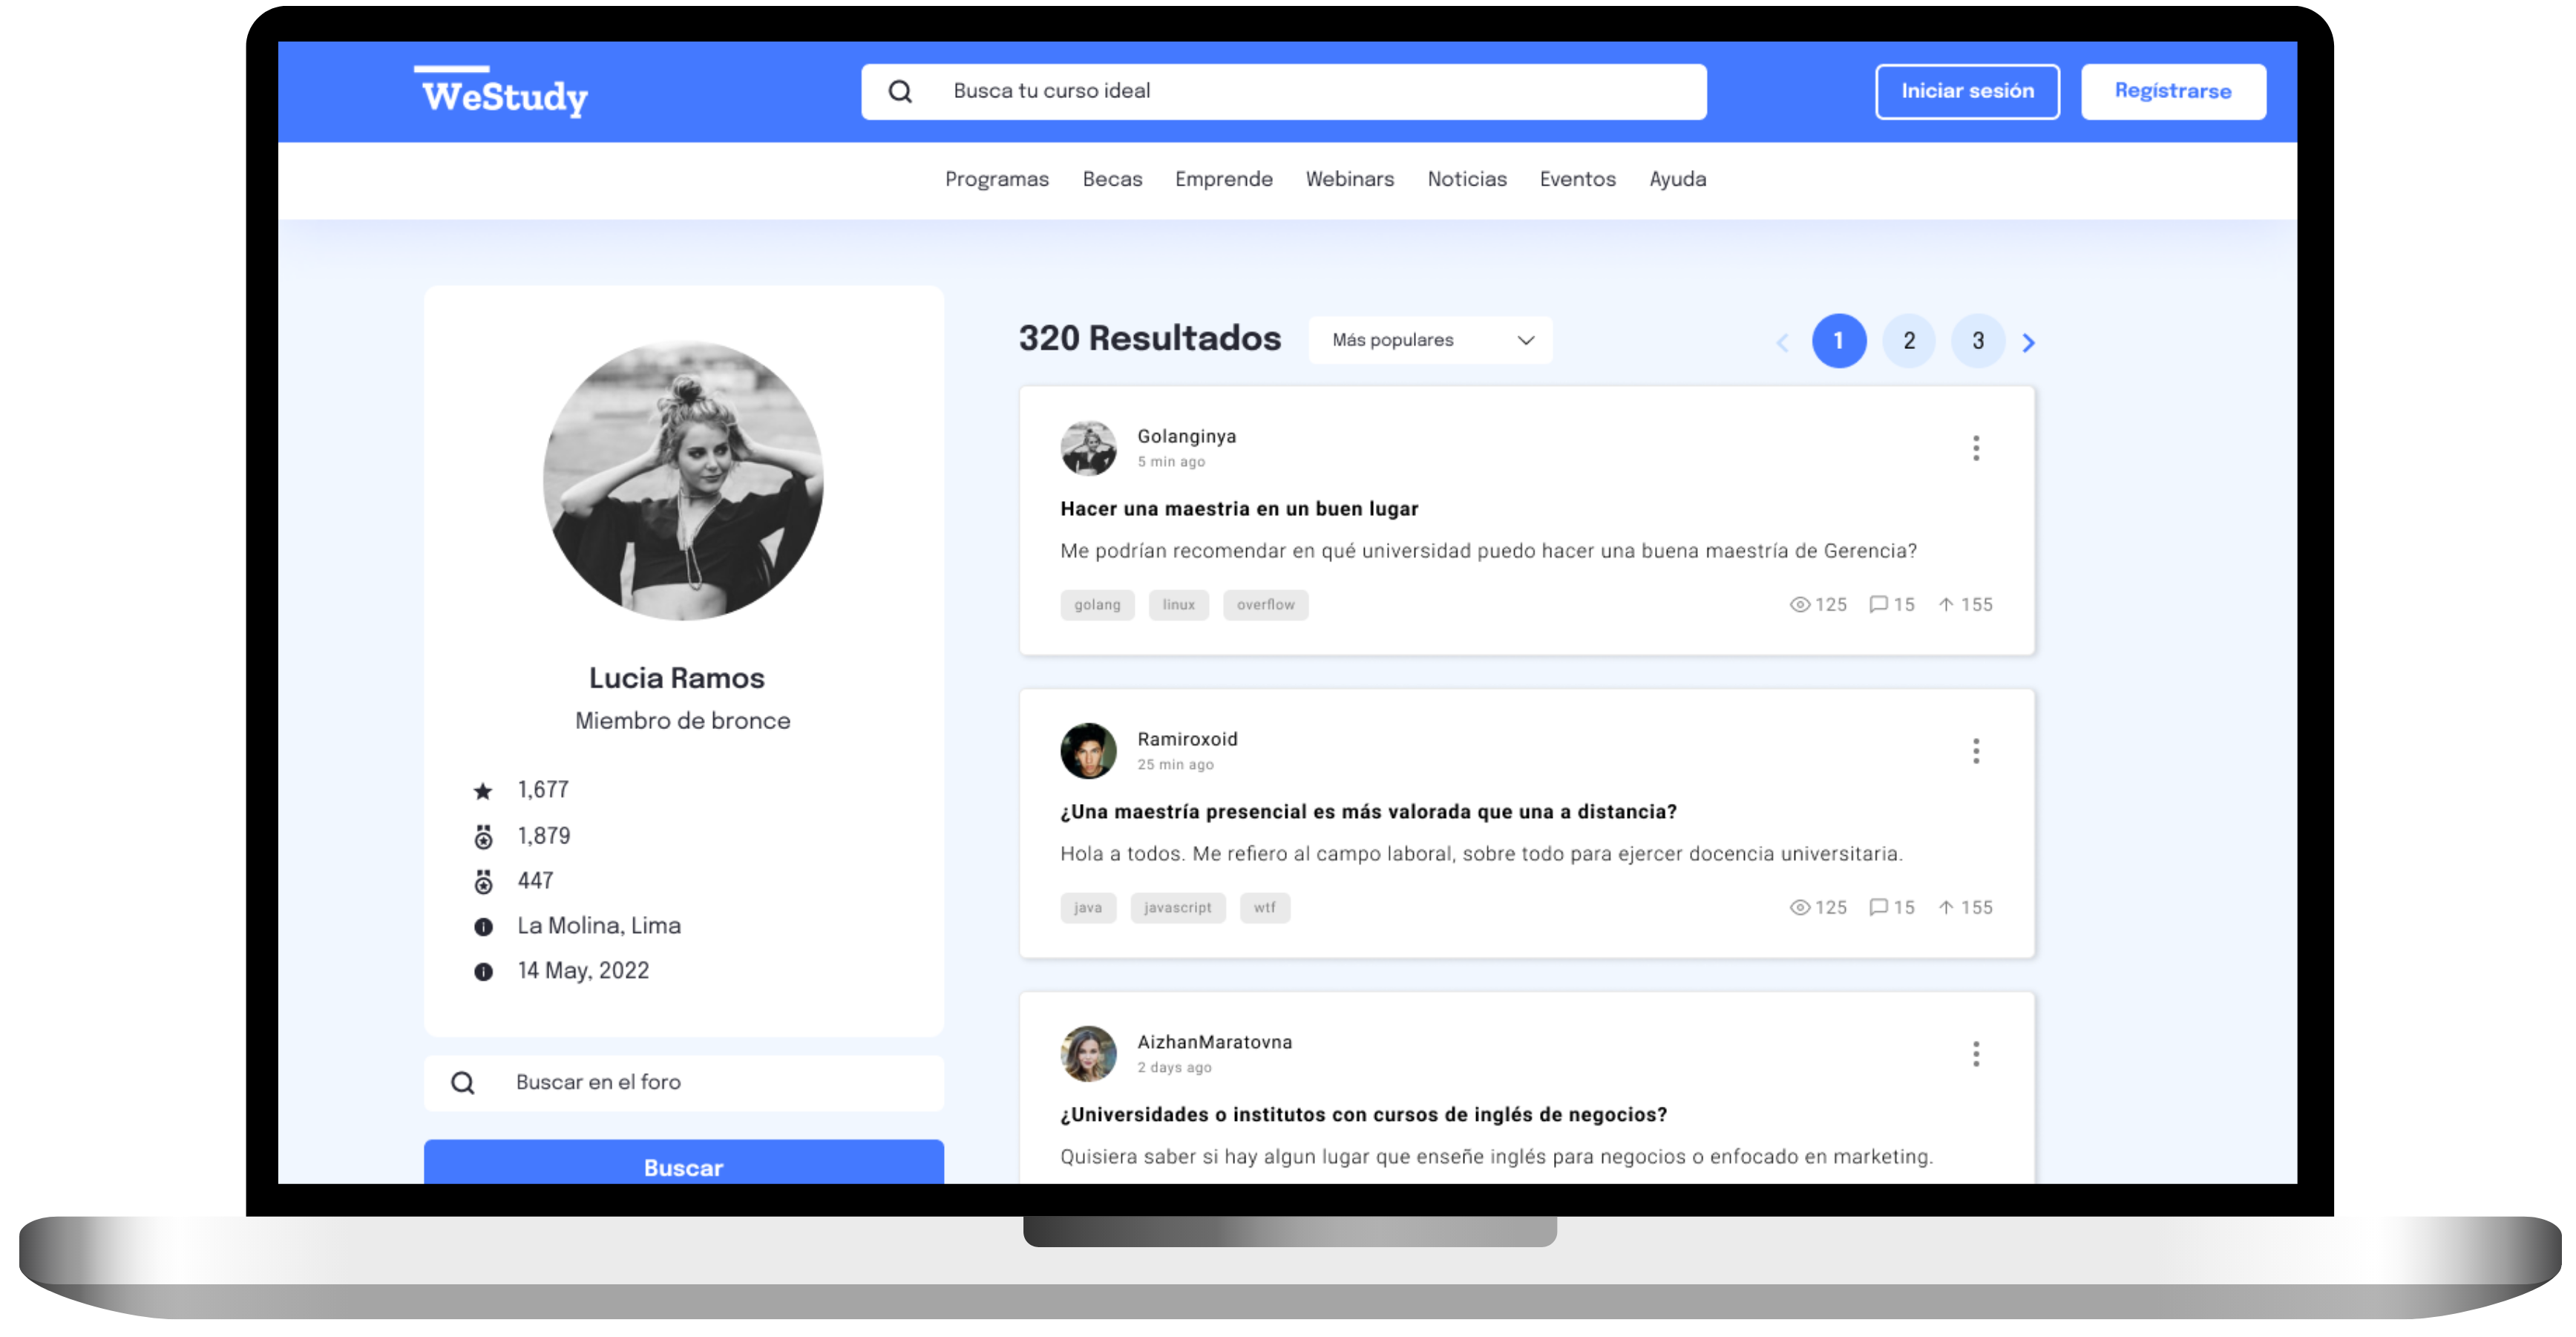 WeStudy
Busca tu curso ideal
Iniciar sesión
Regístrarse
Programas Becas Emprende Webinars Noticias Eventos Ayuda
Lucia Ramos
Miembro de bronce
1,677
1,879
447
La Molina, Lima
14 May, 2022
Buscar en el foro
Buscar
320 Resultados
Más populares
1 2 3
Golanginya
5 min ago
Hacer una maestria en un buen lugar
Me podrían recomendar en qué universidad puedo hacer una buena maestría de Gerencia?
golang linux overflow
125 15 155
Ramiroxoid
25 min ago
¿Una maestría presencial es más valorada que una a distancia?
Hola a todos. Me refiero al campo laboral, sobre todo para ejercer docencia universitaria.
java javascript wtf
125 15 155
AizhanMaratovna
2 days ago
¿Universidades o institutos con cursos de inglés de negocios?
Quisiera saber si hay algun lugar que enseñe inglés para negocios o enfocado en marketing.